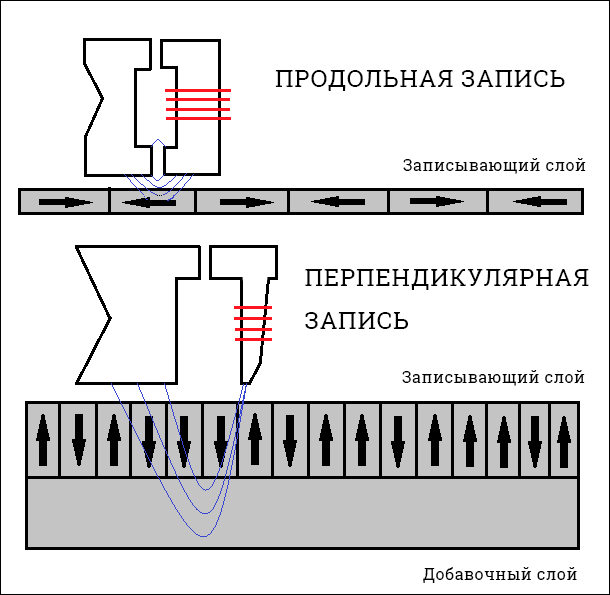 ПРОДОЛЬНАЯ ЗАПИСЬ
Записывающий слой
ПЕРПЕНДИКУЛЯРНАЯ
ЗАПИСЬ
Записывающий слой
Добавочный слой